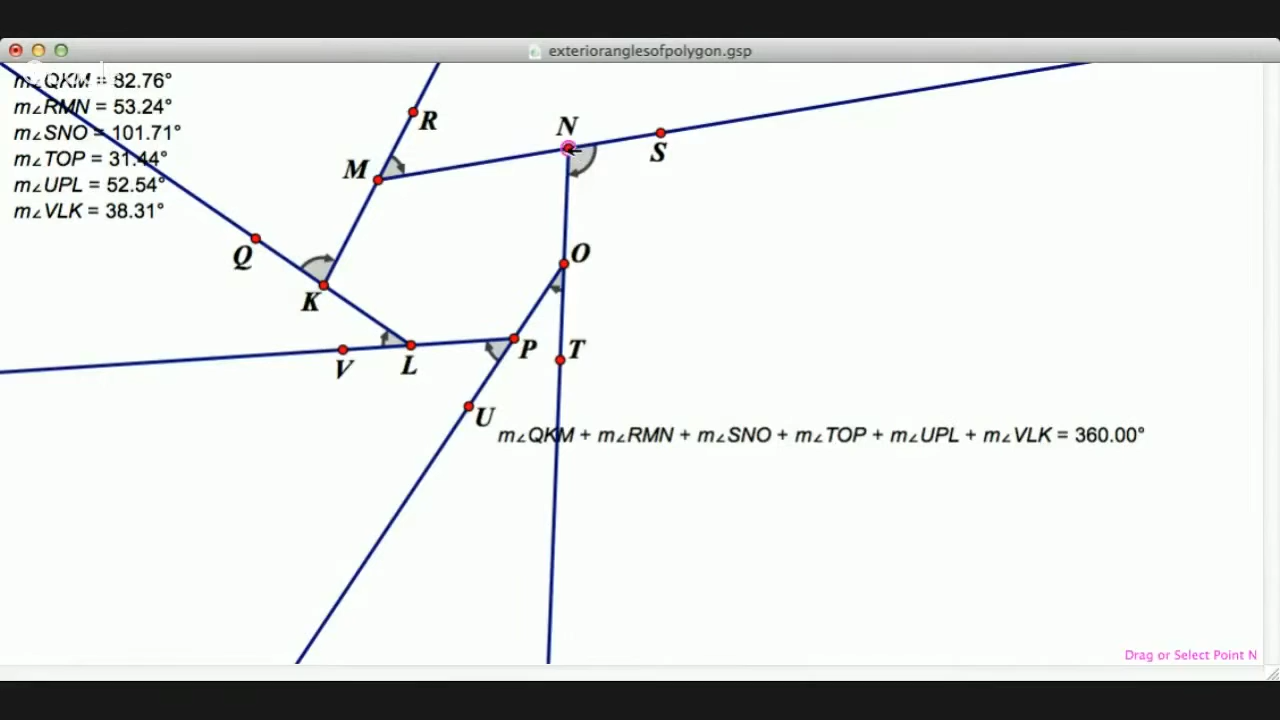 exterioranglesofpolygon.gsp
m∠QKM = 82.76°
m∠RMN = 53.24°
m∠SNO = 101.71°
m∠TOP = 31.44°
m∠UPL = 52.54°
m∠VLK = 38.31°
R
N
S
M
Q
O
K
P
T
V
L
U
m∠QKM + m∠RMN + m∠SNO + m∠TOP + m∠UPL + m∠VLK = 360.00°
Drag or Select Point N